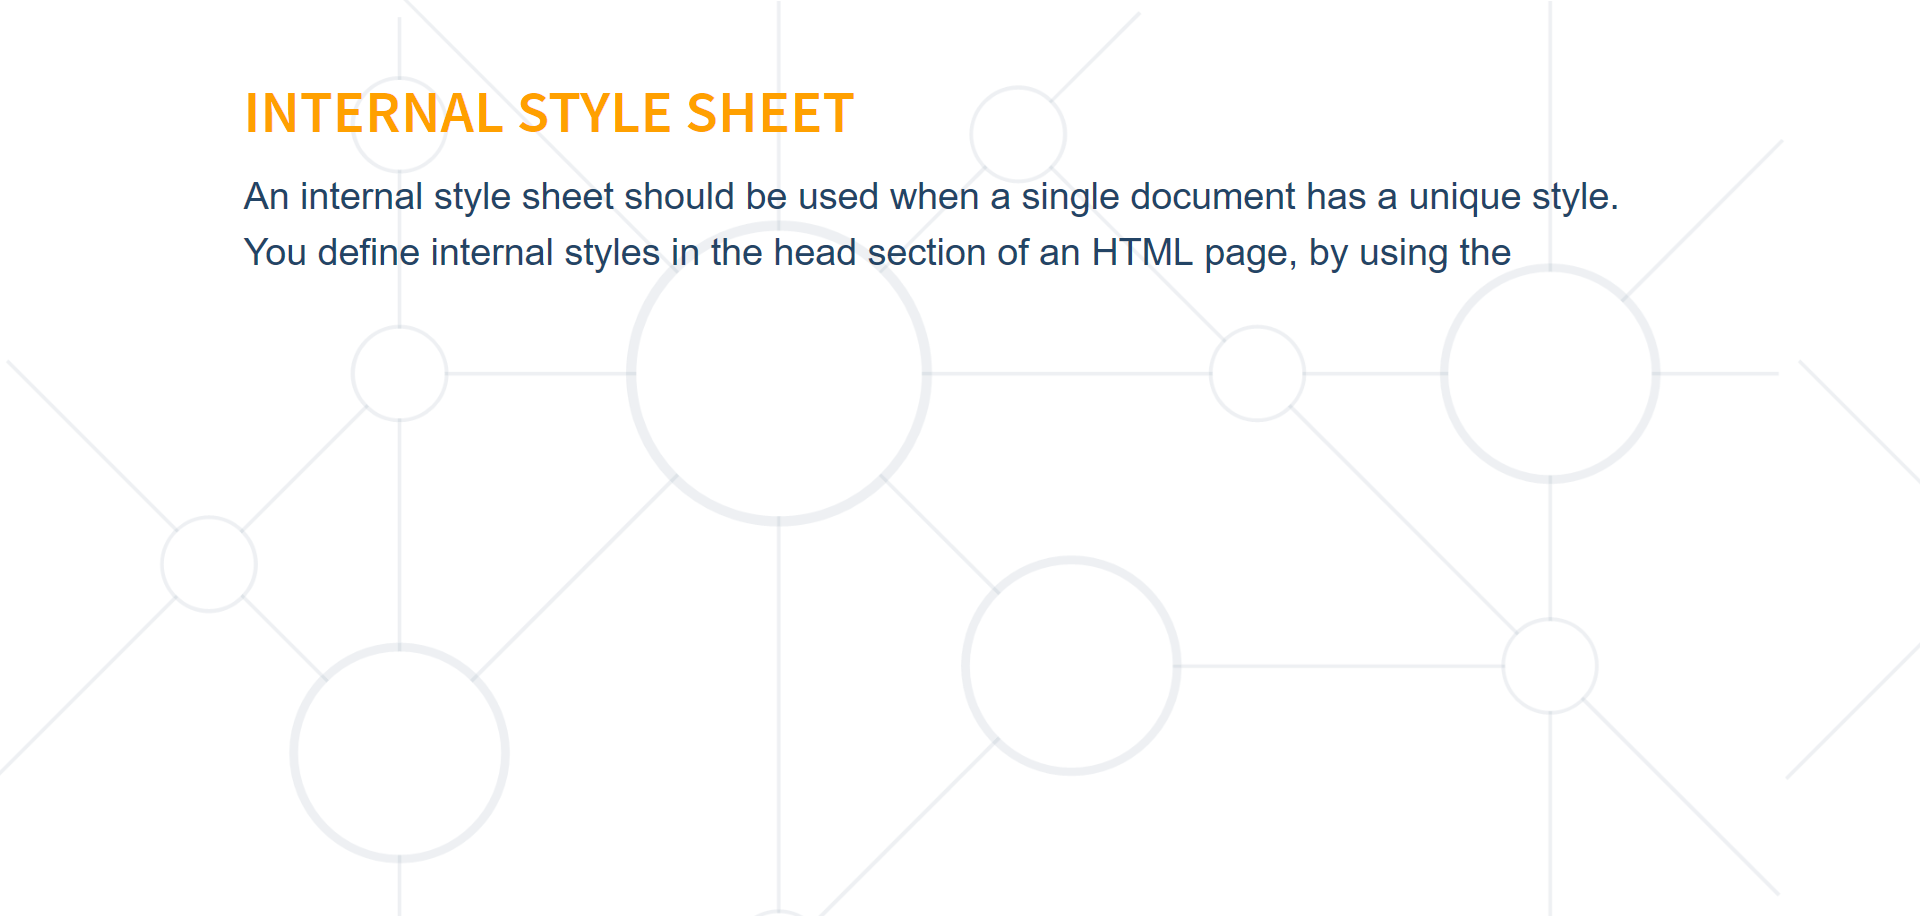 INTERNAL STYLE SHEET
An internal style sheet should be used when a single document has a unique style.
You define internal styles in the head section of an HTML page, by using the